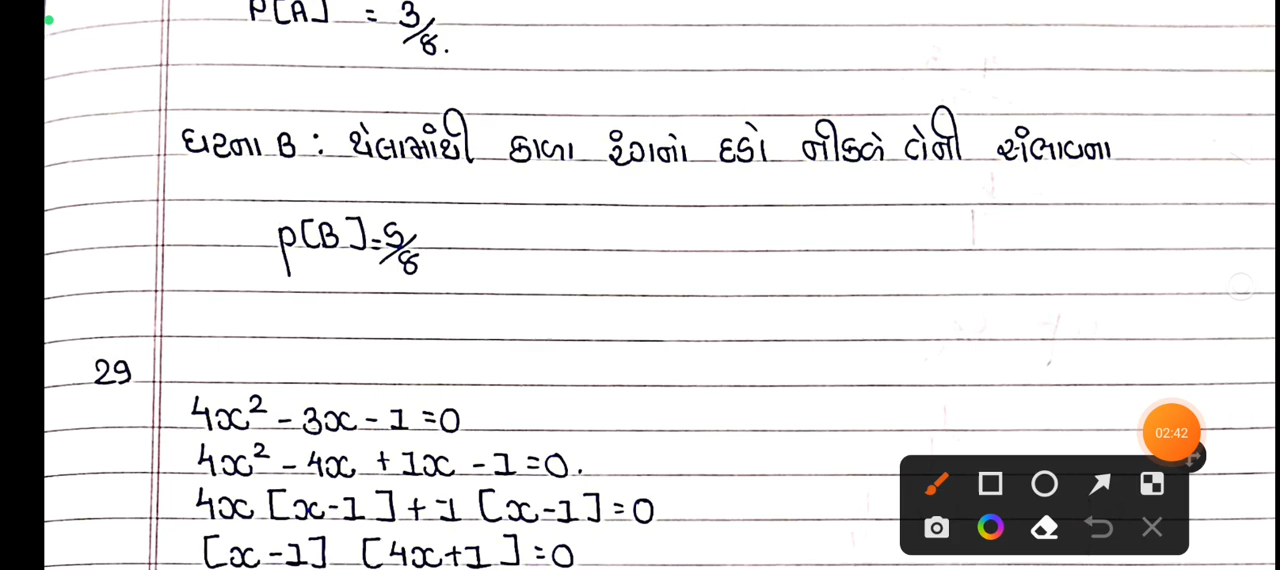 P[A] = 3/8.
ઘટના B : થેલામાંથી કાળા રંગનો દડો નીકળે ટોની સંભાવના
P[B]=5/8
29
4x² - 3x - 1 = 0
4x² - 4x + 1x - 1 = 0.
4x [x-1] + 1 [x-1] = 0
[x-1] [4x+1] = 0
02:42